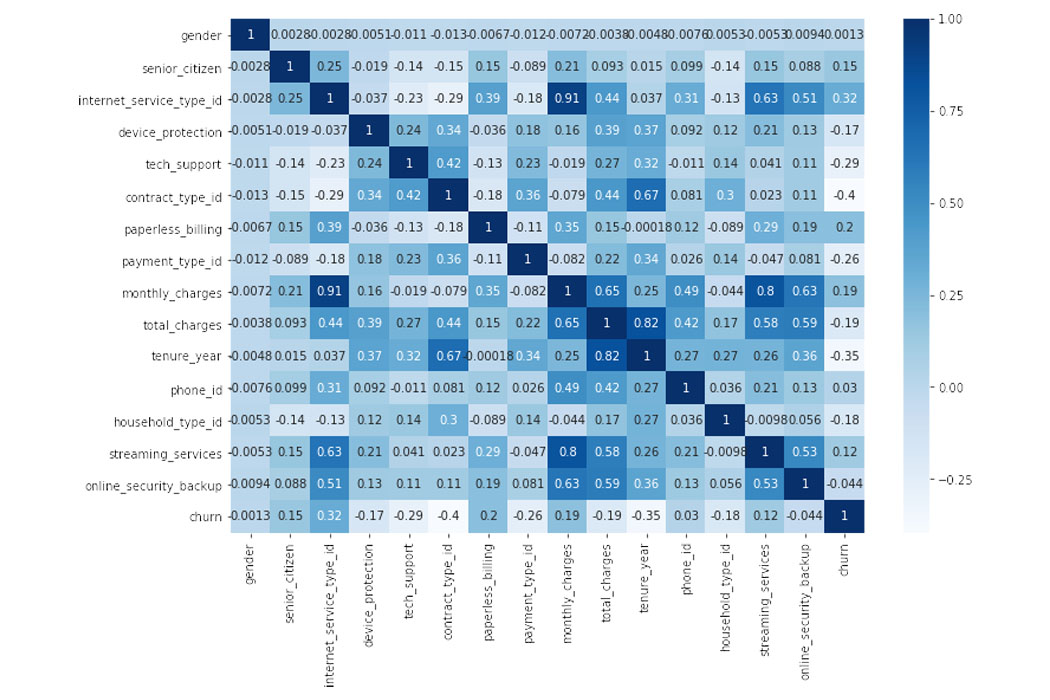 gender 1 0.0028-0.0028-0.0051-0.011 -0.013-0.0067-0.012-0.0072-0.0038-0.0048-0.0076-0.0053-0.0053-0.0094-0.0013
senior_citizen -0.0028 1 0.25 -0.019 -0.14 -0.15 0.15 -0.089 0.21 0.093 0.015 0.099 -0.14 0.15 0.088 0.15
internet_service_type_id -0.0028 0.25 1 -0.037 -0.23 -0.29 0.39 -0.18 0.91 0.44 0.037 0.31 -0.13 0.63 0.51 0.32
device_protection -0.0051-0.019 -0.037 1 0.24 0.34 -0.036 0.18 0.16 0.39 0.37 0.092 0.12 0.21 0.13 -0.17
tech_support -0.011 -0.14 -0.23 0.24 1 0.42 -0.13 0.23 -0.019 0.27 0.32 -0.011 0.14 0.041 0.11 -0.29
contract_type_id -0.013 -0.15 -0.29 0.34 0.42 1 -0.18 0.36 -0.079 0.44 0.67 0.081 0.3 0.023 0.11 -0.4
paperless_billing -0.0067 0.15 0.39 -0.036 -0.13 -0.18 1 -0.11 0.35 0.15 -0.00018 0.12 -0.089 0.29 0.19 0.2
payment_type_id -0.012 -0.089 -0.18 0.18 0.23 0.36 -0.11 1 -0.082 0.22 0.34 0.026 0.14 -0.047 0.081 -0.26
monthly_charges -0.0072 0.21 0.91 0.16 -0.019 -0.079 0.35 -0.082 1 0.65 0.25 0.49 -0.044 0.8 0.63 0.19
total_charges -0.0038 0.093 0.44 0.39 0.27 0.44 0.15 0.22 0.65 1 0.82 0.42 0.17 0.58 0.59 -0.19
tenure_year -0.0048 0.015 0.037 0.37 0.32 0.67 -0.00018 0.34 0.25 0.82 1 0.27 0.27 0.26 0.36 -0.35
phone_id -0.0076 0.099 0.31 0.092 -0.011 0.081 0.12 0.026 0.49 0.42 0.27 1 0.036 0.21 0.13 0.03
household_type_id -0.0053 -0.14 -0.13 0.12 0.14 0.3 -0.089 0.14 -0.044 0.17 0.27 0.036 1 -0.0098 0.056 -0.18
streaming_services -0.0053 0.15 0.63 0.21 0.041 0.023 0.29 -0.047 0.8 0.58 0.26 0.21 -0.0098 1 0.53 0.12
online_security_backup -0.0094 0.088 0.51 0.13 0.11 0.11 0.19 0.081 0.63 0.59 0.36 0.13 0.056 0.53 1 -0.044
churn -0.0013 0.15 0.32 -0.17 -0.29 -0.4 0.2 -0.26 0.19 -0.19 -0.35 0.03 -0.18 0.12 -0.044 1
gender
senior_citizen
internet_service_type_id
device_protection
tech_support
contract_type_id
paperless_billing
payment_type_id
monthly_charges
total_charges
tenure_year
phone_id
household_type_id
streaming_services
online_security_backup
churn
1.00
0.75
0.50
0.25
0.00
-0.25